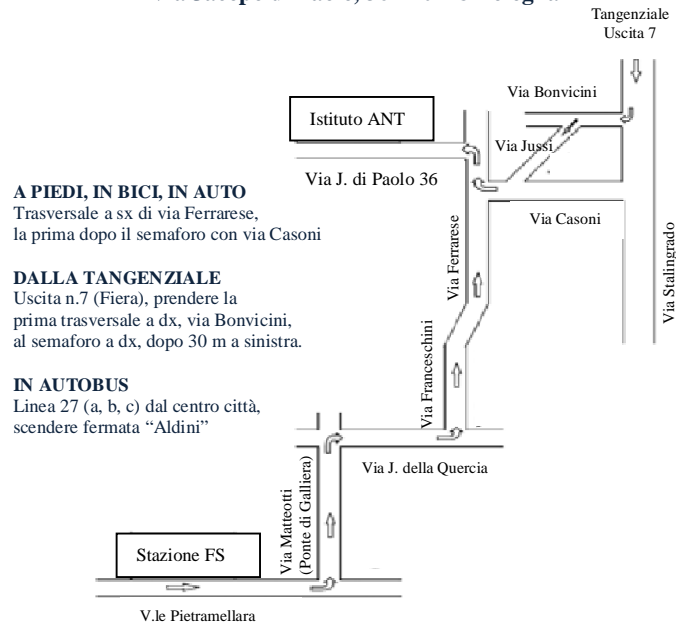 Tangenziale
Uscita 7
Via Bonvicini
Istituto ANT
Via Jussi
Via J. di Paolo 36
A PIEDI, IN BICI, IN AUTO
Trasversale a sx di via Ferrarese,
la prima dopo il semaforo con via Casoni
Via Casoni
Via Ferrarese
Via Stalingrado
DALLA TANGENZIALE
Uscita n.7 (Fiera), prendere la
prima trasversale a dx, via Bonvicini,
al semaforo a dx, dopo 30 m a sinistra.
Via Franceschini
IN AUTOBUS
Linea 27 (a, b, c) dal centro città,
scendere fermata “Aldini”
Via J. della Quercia
Via Matteotti
(Ponte di Galliera)
Stazione FS
V.le Pietramellara